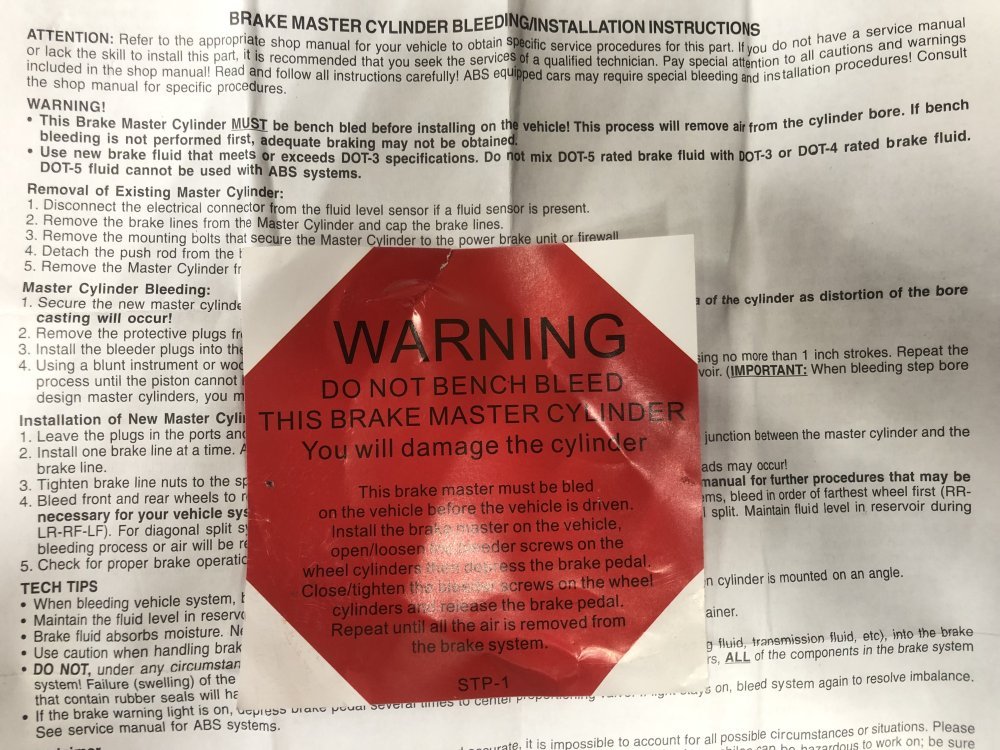 BRAKE MASTER CYLINDER BLEEDING/INSTALLATION INSTRUCTIONS
ATTENTION: Refer to the appropriate shop manual for your vehicle to obtain specific service procedures for this part. If you do not have a service manual
or lack the skill to install this part, it is recommended that you seek the services of a qualified technician. Pay special attention to all cautions and warnings
included in the shop manual! Read and follow all instructions carefully! ABS equipped cars may require special bleeding and installation procedures! Consult
the shop manual for specific procedures.
WARNING!
• This Brake Master Cylinder MUST be bench bled before installing on the vehicle! This process will remove air from the cylinder bore. If bench
bleeding is not performed first, adequate braking may not be obtained.
• Use new brake fluid that meets or exceeds DOT-3 specifications. Do not mix DOT-5 rated brake fluid with DOT-3 or DOT-4 rated brake fluid.
DOT-5 fluid cannot be used with ABS systems.
Removal of Existing Master Cylinder:
1. Disconnect the electrical connector from the fluid level sensor if a fluid sensor is present.
2. Remove the brake lines from the Master Cylinder and cap the brake lines.
3. Remove the mounting bolts that secure the Master Cylinder to the power brake unit or firewall
4. Detach the push rod from the
5. Remove the Master Cylinder
Master Cylinder Bleeding:
1. Secure the new master of the cylinder as distortion of the bore
casting will occur!
2. Remove the protective plugs
3. Install the bleeder plugs into the
4. Using a blunt instrument or no more than 1 inch strokes. Repeat the
process until the piston cannot (IMPORTANT: When bleeding step bore
design master cylinders, you
Installation of New Master
1. Leave the plugs in the ports junction between the master cylinder and the
2. Install one brake line at a time. may occur!
brake line.
3. Tighten brake line nuts to the manual for further procedures that may be
4. Bleed front and rear wheels to bleed in order of farthest wheel first (RR-
necessary for your vehicle split. Maintain fluid level in reservoir during
LR-RF-LF). For diagonal split
bleeding process or air will be
5. Check for proper brake
TECH TIPS
• When bleeding vehicle system, cylinder is mounted on an angle.
• Maintain the fluid level in
• Brake fluid absorbs moisture.
• Use caution when handling fluid, transmission fluid, etc), into the brake
• DO NOT, under any ALL of the components in the brake system
system! Failure (swelling) of the
that contain rubber seals will
• If the brake warning light is on, depress brake pedal several times to center on, bleed system again to resolve imbalance.
See service manual for ABS systems.
it is impossible to account for all possible circumstances or situations. Please
can be hazardous to work on; be sure
WARNING
DO NOT BENCH BLEED
THIS BRAKE MASTER CYLINDER
You will damage the cylinder
This brake master must be bled
on the vehicle before the vehicle is driven.
Install the brake master on the vehicle,
open/loosen the bleeder screws on the
wheel cylinders then depress the brake pedal.
Close/tighten the bleeder screws on the wheel
cylinders and release the brake pedal.
Repeat until all the air is removed from
the brake system.
STP-1